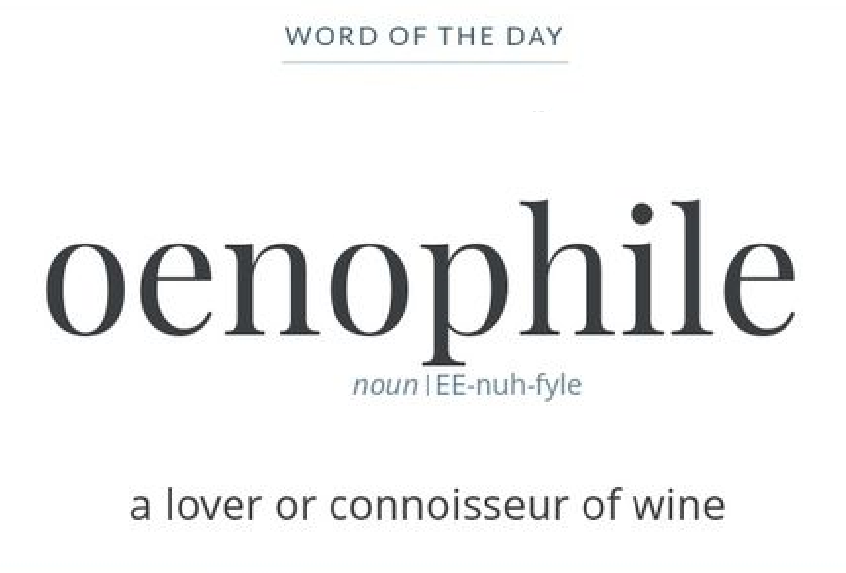 WORD OF THE DAY
oenophile
noun | EE-nuh-fyle
a lover or connoisseur of wine